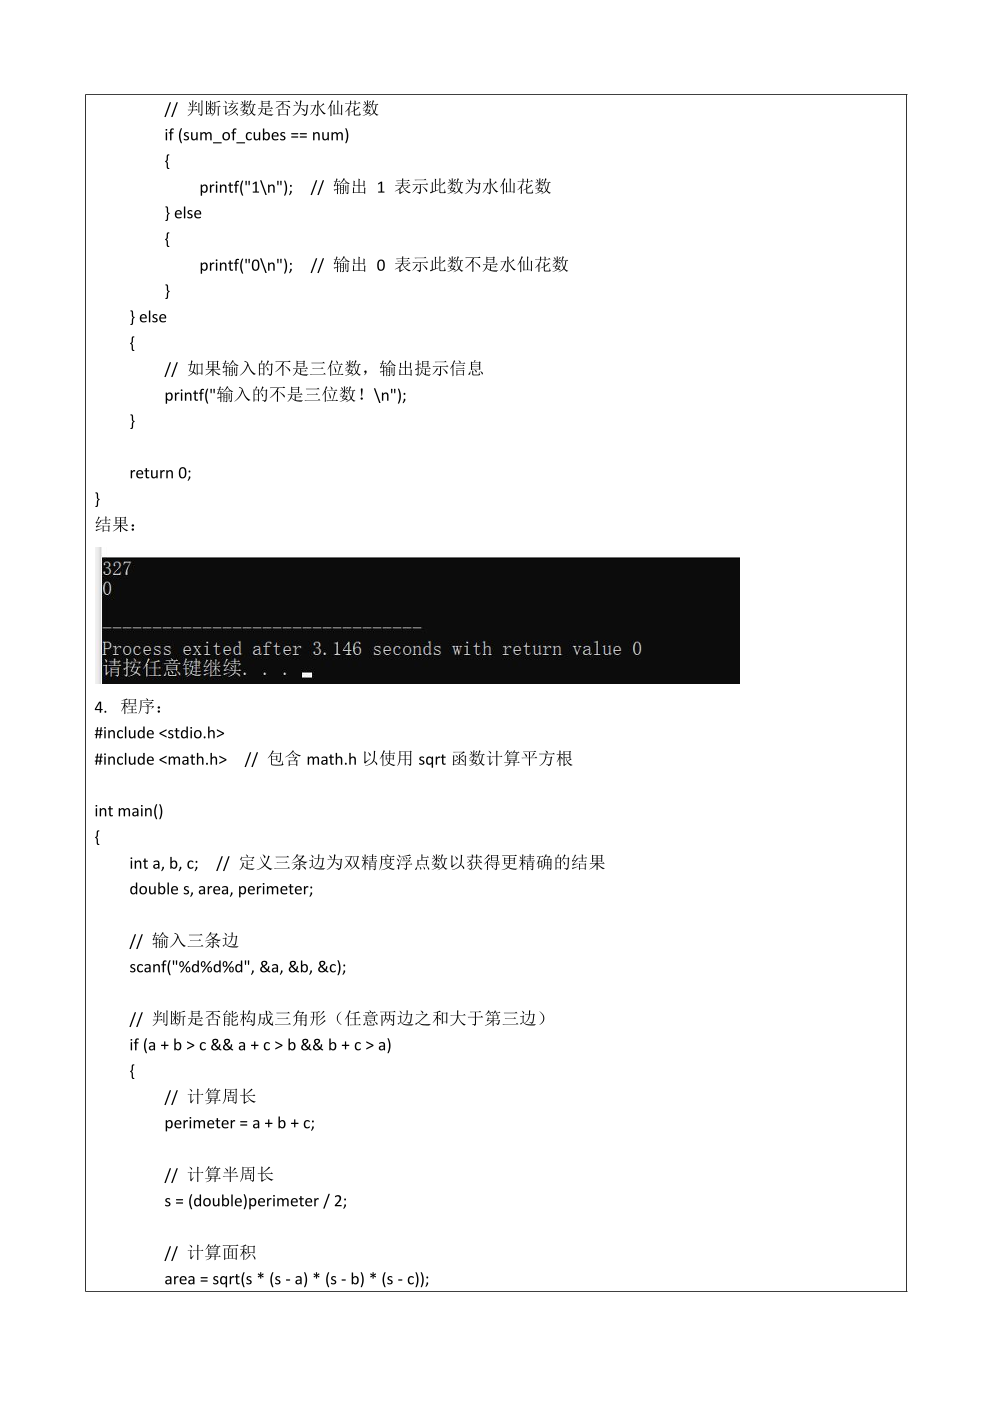 // 判断该数是否为水仙花数
if (sum_of_cubes == num)
{
printf("1\n"); // 输出 1 表示此数为水仙花数
} else
{
printf("0\n"); // 输出 0 表示此数不是水仙花数
}
} else
{
// 如果输入的不是三位数，输出提示信息
printf("输入的不是三位数！\n");
}
return 0;
}
结果：
327
0
--------------------------------
Process exited after 3.146 seconds with return value 0
请按任意键继续. . .
4. 程序：
#include <stdio.h>
#include <math.h> // 包含 math.h 以使用 sqrt 函数计算平方根
int main()
{
int a, b, c; // 定义三条边为双精度浮点数以获得更精确的结果
double s, area, perimeter;
// 输入三条边
scanf("%d%d%d", &a, &b, &c);
// 判断是否能构成三角形（任意两边之和大于第三边）
if (a + b > c && a + c > b && b + c > a)
{
// 计算周长
perimeter = a + b + c;
// 计算半周长
s = (double)perimeter / 2;
// 计算面积
area = sqrt(s * (s - a) * (s - b) * (s - c));